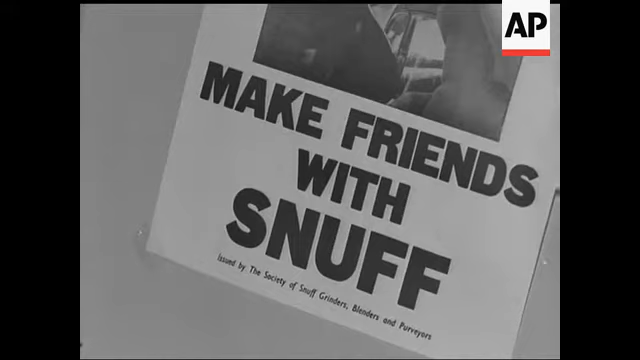 AP
MAKE FRIENDS
WITH
SNUFF
Issued by The Society of Snuff Grinders, Blenders and Purveyors